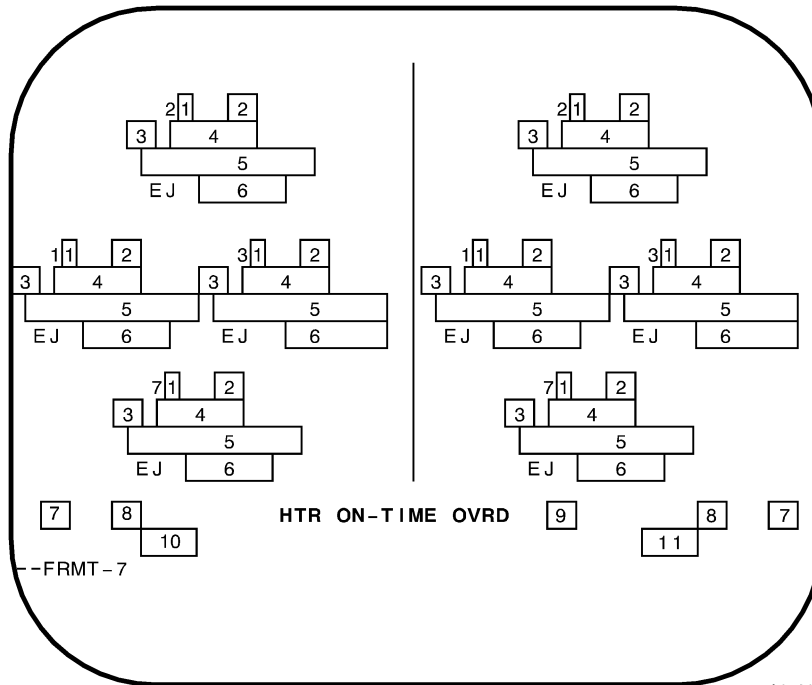 2 1 2 2 1 2
3 4 3 4
5 5
EJ 6 EJ 6
1 1 2 3 1 2 1 1 2 3 1 2
3 4 3 4 3 4 3 4
5 5 5 5
EJ 6 EJ 6 EJ 6 EJ 6
7 1 2 7 1 2
3 4 3 4
5 5
EJ 6 EJ 6
7 8 HTR ON-TIME OVRD 9 8 7
10 11
--FRMT-7